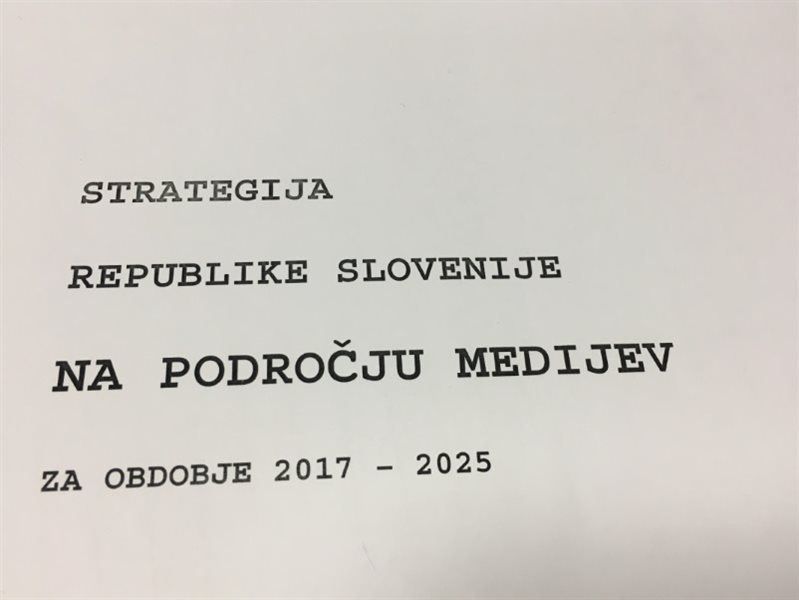 STRATEGIJA
REPUBLIKE SLOVENIJE
NA PODROČJU MEDIJEV
ZA OBDOBJE 2017 – 2025